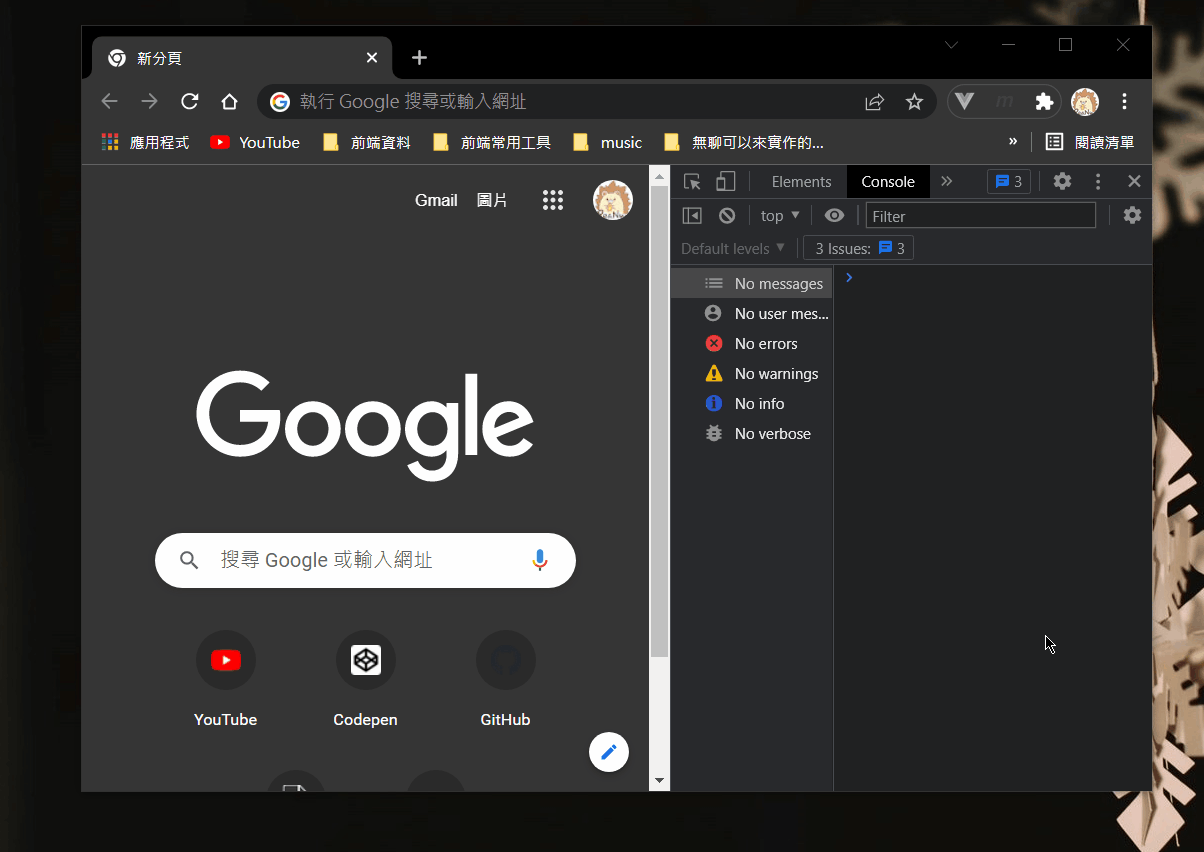 新分頁
執行 Google 搜尋或輸入網址
應用程式 YouTube 前端資料 前端常用工具 music 無聊可以來實作的... » 閱讀清單
Gmail 圖片
Elements Console » 3
top Filter
Default levels 3 Issues: 3
No messages
No user mes...
No errors
No warnings
No info
No verbose
Google
搜尋 Google 或輸入網址
YouTube Codepen GitHub